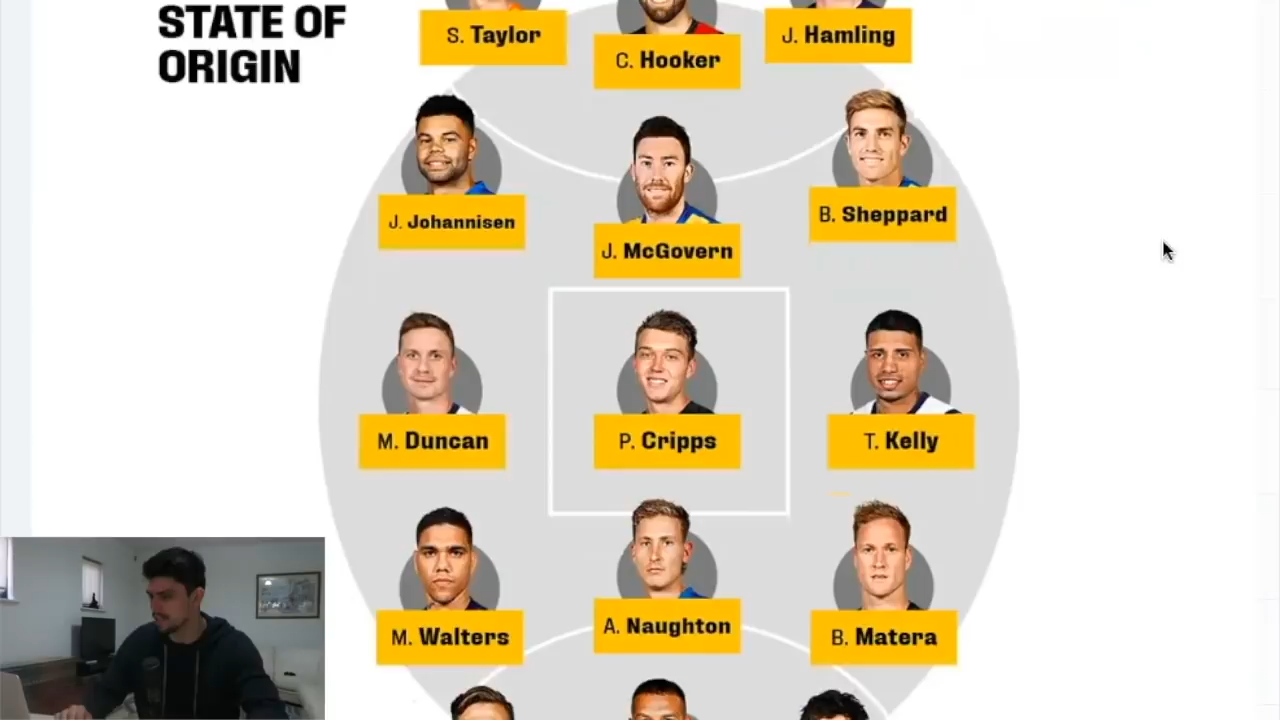 STATE OF
ORIGIN
S. Taylor
C. Hooker
J. Hamling
J. Johannisen
J. McGovern
B. Sheppard
M. Duncan
P. Cripps
T. Kelly
M. Walters
A. Naughton
B. Matera